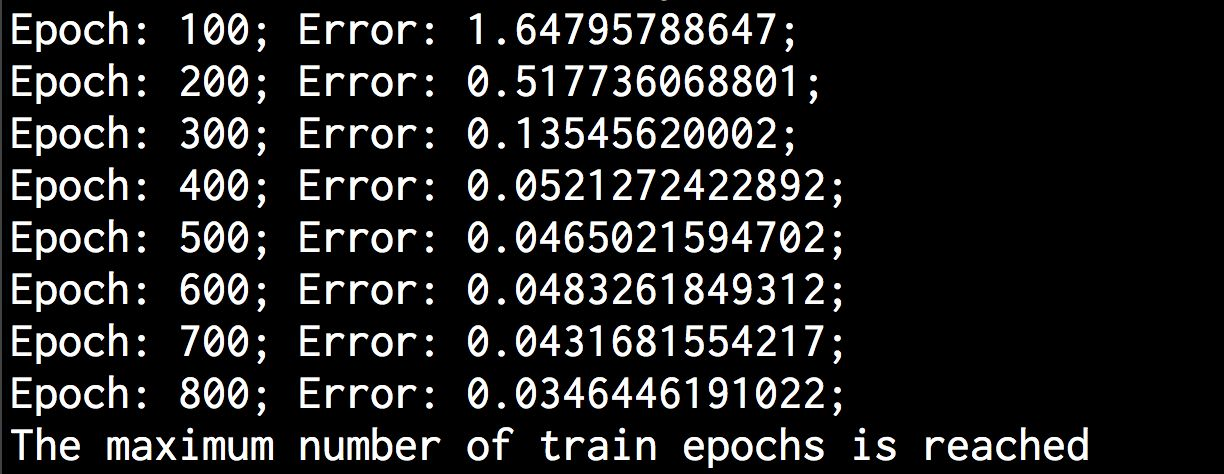 Epoch: 100; Error: 1.64795788647;
Epoch: 200; Error: 0.517736068801;
Epoch: 300; Error: 0.13545620002;
Epoch: 400; Error: 0.0521272422892;
Epoch: 500; Error: 0.0465021594702;
Epoch: 600; Error: 0.0483261849312;
Epoch: 700; Error: 0.0431681554217;
Epoch: 800; Error: 0.0346446191022;
The maximum number of train epochs is reached